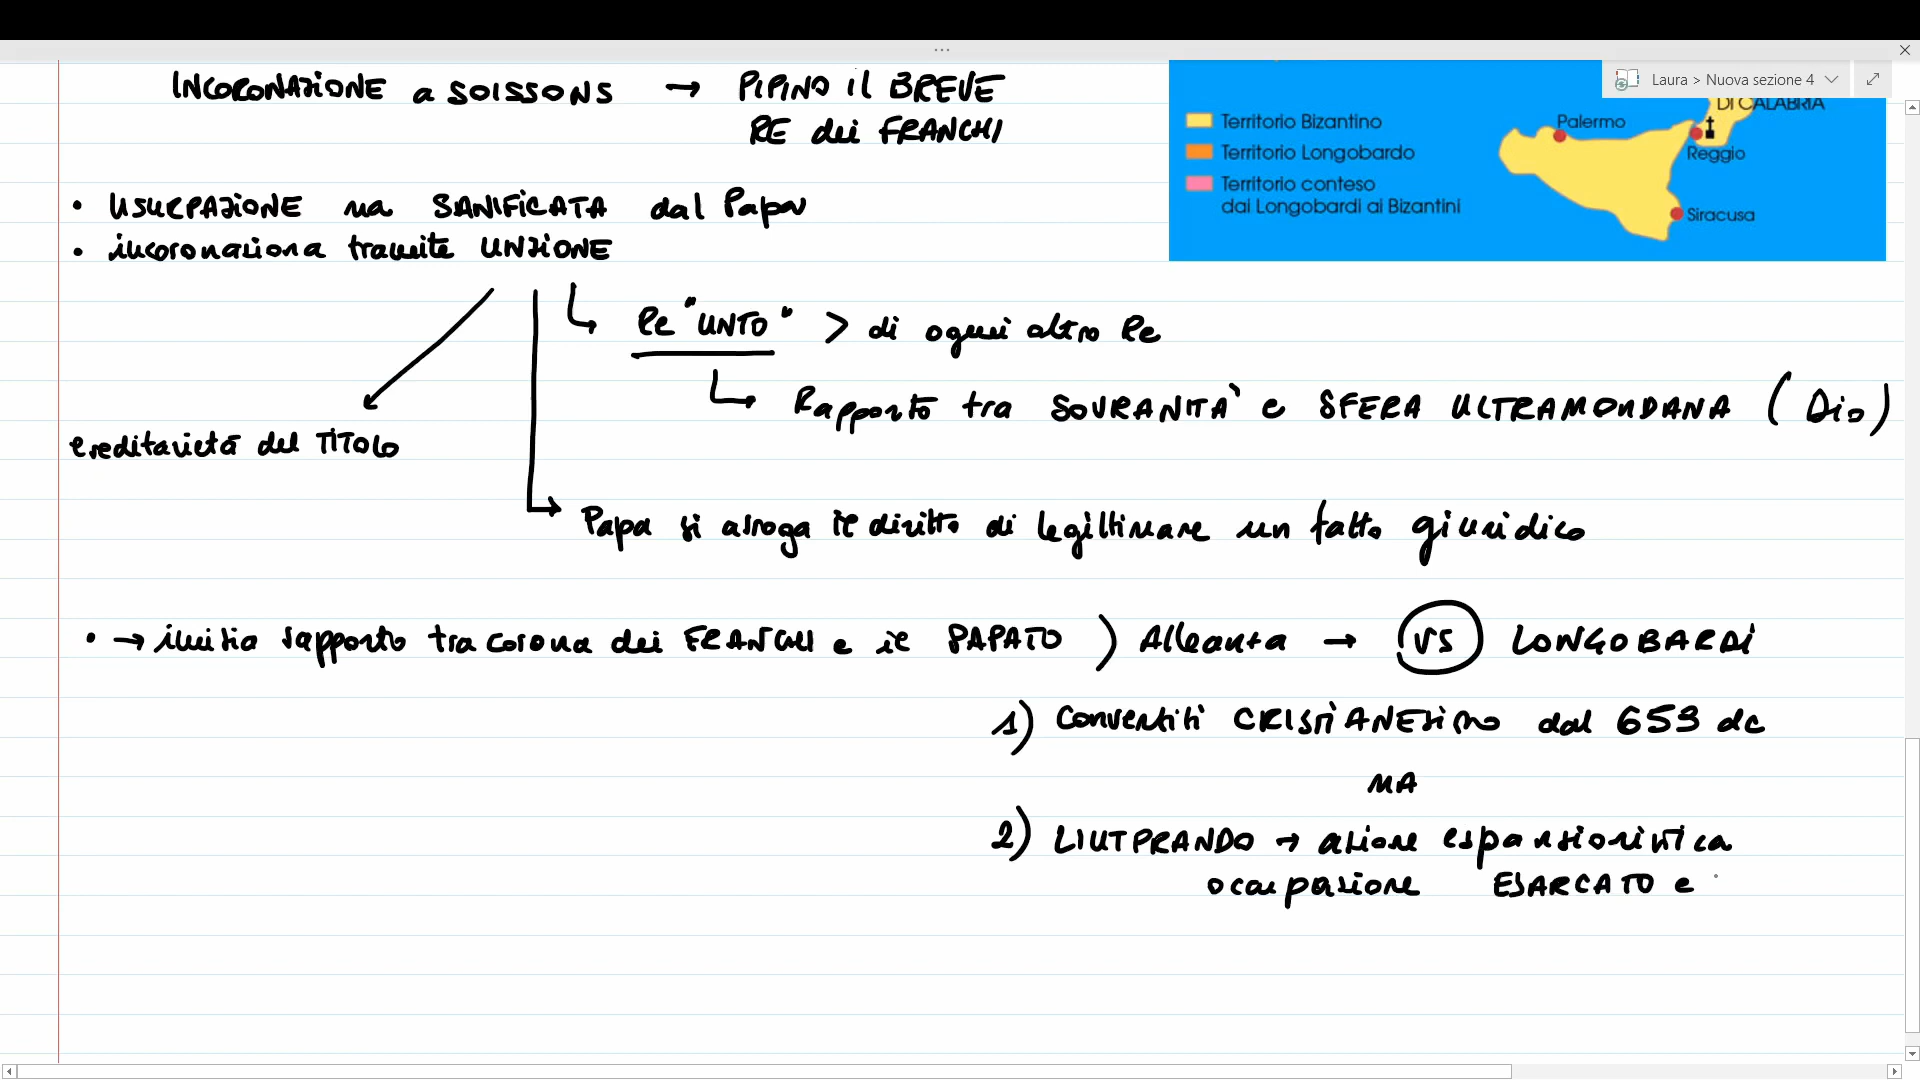 INCORONAZIONE a SOISSONS → PIPINO il BREVE
RE dei FRANCHI
Laura > Nuova sezione 4
DI CALABRIA
Territorio Bizantino
Palermo
Territorio Longobardo
Reggio
Territorio conteso
dai Longobardi ai Bizantini
Siracusa
• USURPAZIONE ma SANIFICATA dal Papa
• incoronaziona tramite UNZIONE
Re "UNTO" > di ogni altro Re
Rapporto tra SOVRANITA' e SFERA ULTRAMONDANA (Dio)
ereditarietà del TITOLO
Papa si arroga il diritto di legittimare un fatto giuridico
• → inizia rapporto tra corona dei FRANCHI e il PAPATO ) Alleanza → VS LONGOBARDI
1) Convertiti CRISTIANESimo dal 653 dc
MA
2) LIUTPRANDO → azione espansionistica
occupazione ESARCATO e